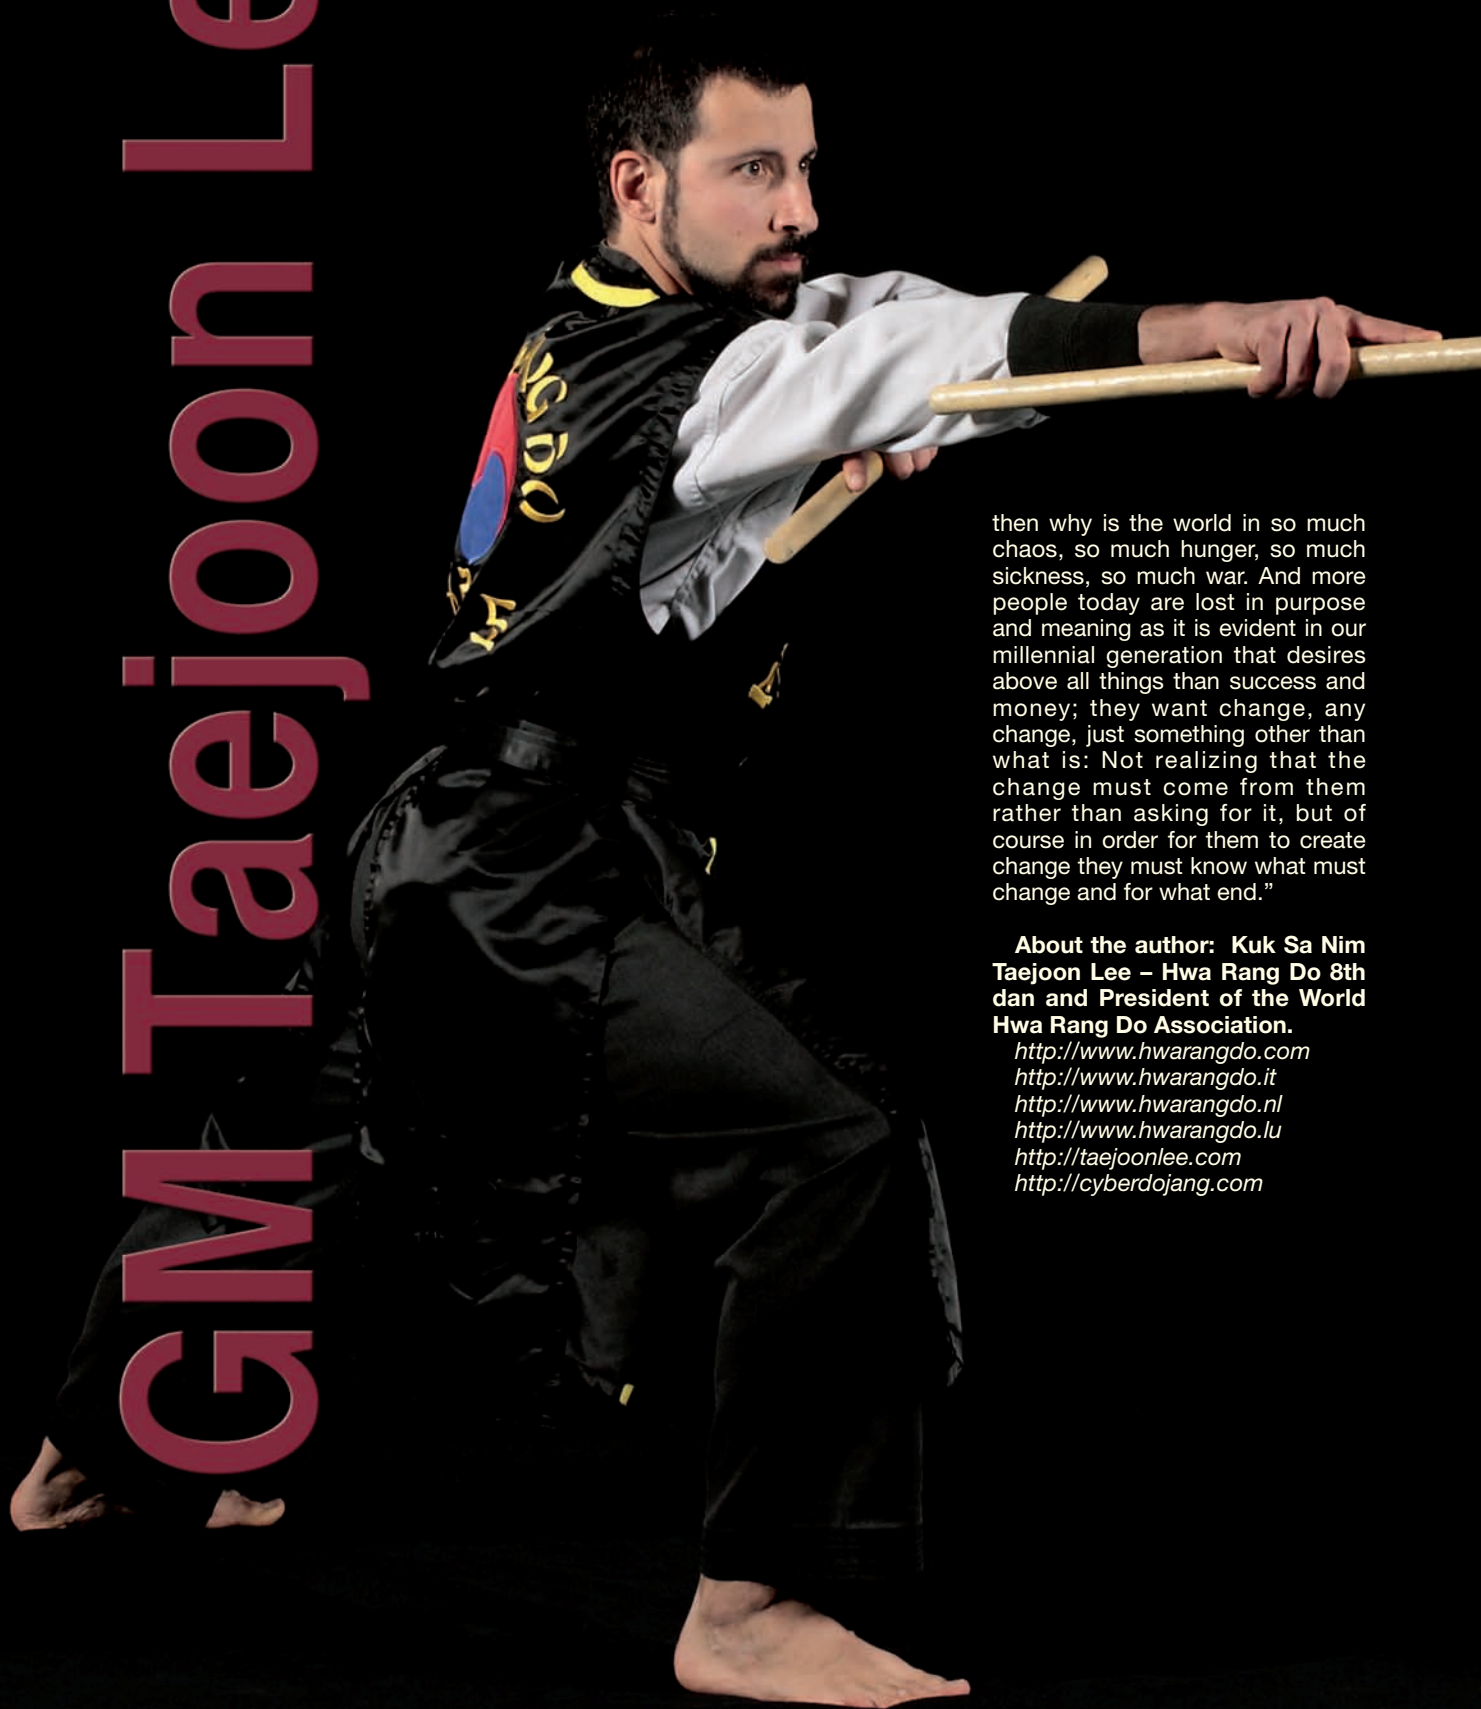 GM Taejoon Le
then why is the world in so much
chaos, so much hunger, so much
sickness, so much war. And more
people today are lost in purpose
and meaning as it is evident in our
millennial generation that desires
above all things than success and
money; they want change, any
change, just something other than
what is: Not realizing that the
change must come from them
rather than asking for it, but of
course in order for them to create
change they must know what must
change and for what end.”
About the author: Kuk Sa Nim
Taejoon Lee – Hwa Rang Do 8th
dan and President of the World
Hwa Rang Do Association.
http://www.hwarangdo.com
http://www.hwarangdo.it
http://www.hwarangdo.nl
http://www.hwarangdo.lu
http://taejoonlee.com
http://cyberdojang.com